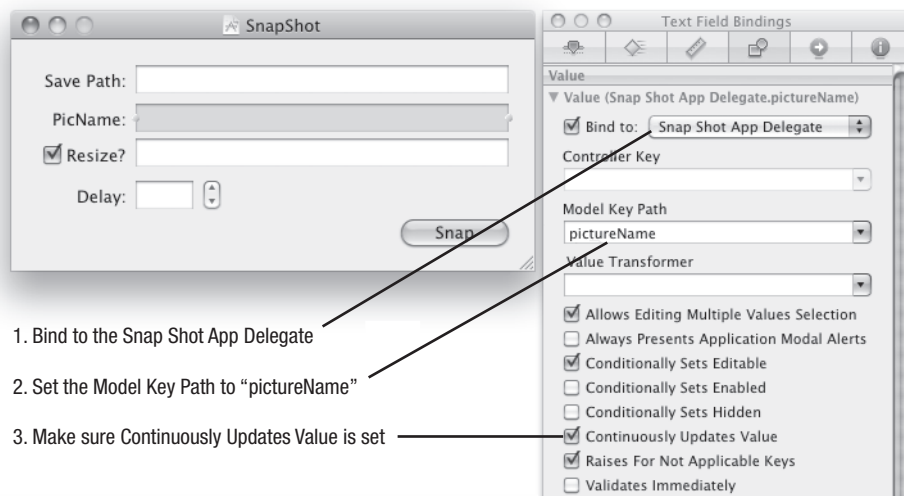 SnapShot
Save Path:
PicName:
Resize?
Delay:
Snap
1. Bind to the Snap Shot App Delegate
2. Set the Model Key Path to “pictureName”
3. Make sure Continuously Updates Value is set
Text Field Bindings
Value
Value (Snap Shot App Delegate.pictureName)
Bind to: Snap Shot App Delegate
Controller Key
Model Key Path
pictureName
Value Transformer
Allows Editing Multiple Values Selection
Always Presents Application Modal Alerts
Conditionally Sets Editable
Conditionally Sets Enabled
Conditionally Sets Hidden
Continuously Updates Value
Raises For Not Applicable Keys
Validates Immediately